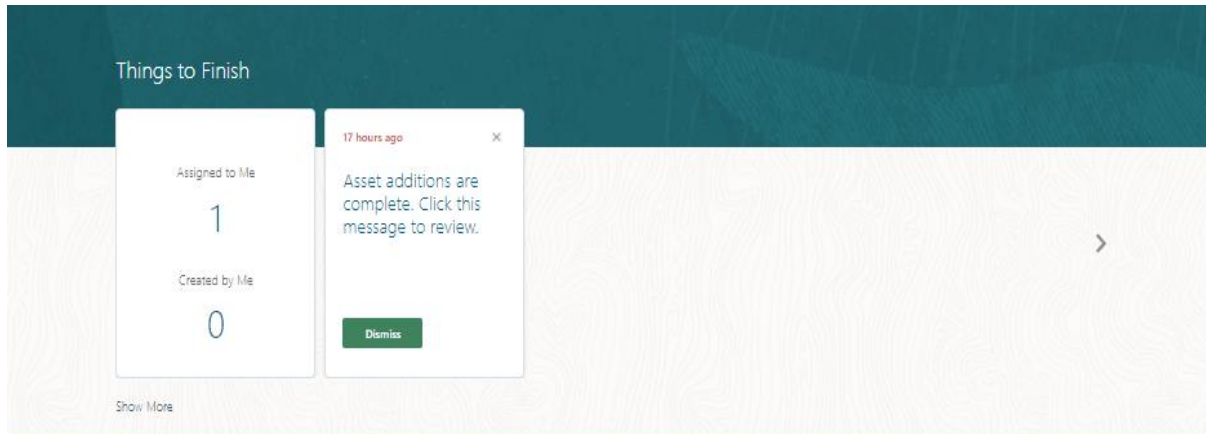 Things to Finish
Assigned to Me
1
Created by Me
0
17 hours ago
Asset additions are
complete. Click this
message to review.
Dismiss
Show More